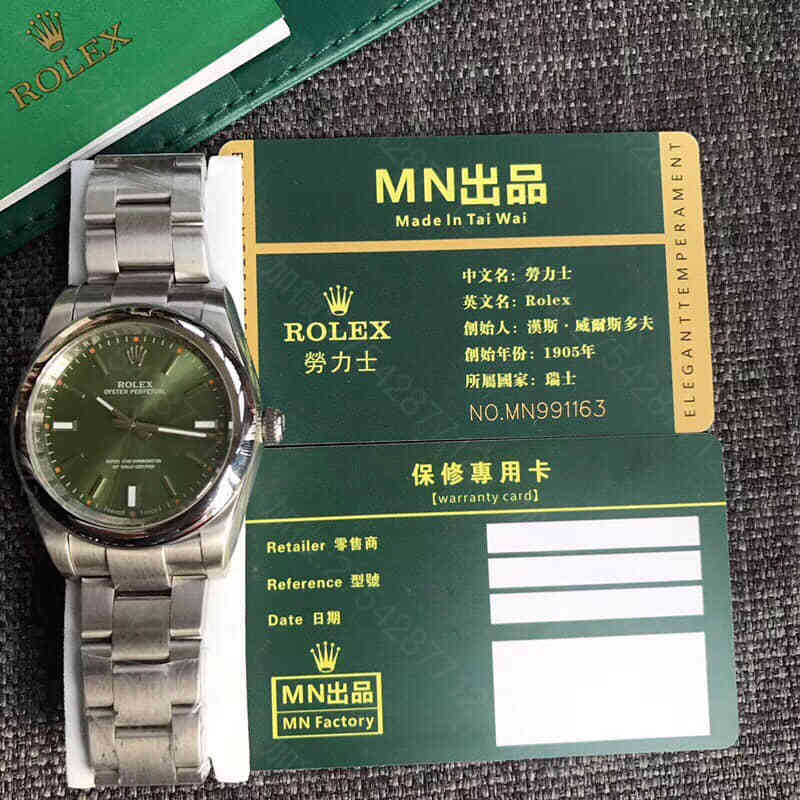 ROLEX
MN出品
Made In Tai Wai
ELEGANTTEMPERAMENT
ROLEX
勞力士
中文名: 勞力士
英文名: Rolex
創始人: 漢斯·威爾斯多夫
創始年份: 1905年
所屬國家: 瑞士
NO.MN991163
ROLEX
OYSTER PERPETUAL
保修專用卡
【warranty card】
Retailer 零售商
Reference 型號
Date 日期
MN出品
MN Factory